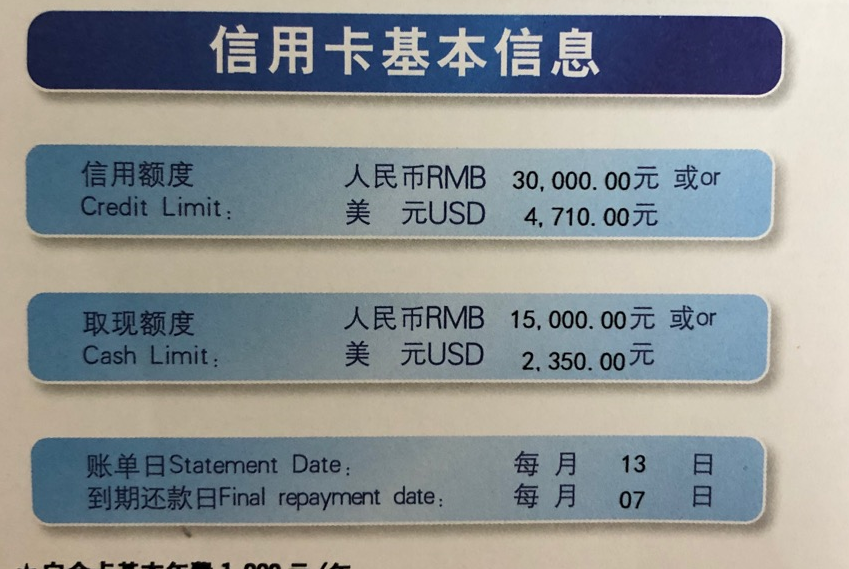 信用卡基本信息
信用额度 人民币RMB 30,000.00元 或or
Credit Limit: 美 元USD 4,710.00元
取现额度 人民币RMB 15,000.00元 或or
Cash Limit: 美 元USD 2,350.00元
账单日Statement Date: 每 月 13 日
到期还款日Final repayment date: 每 月 07 日